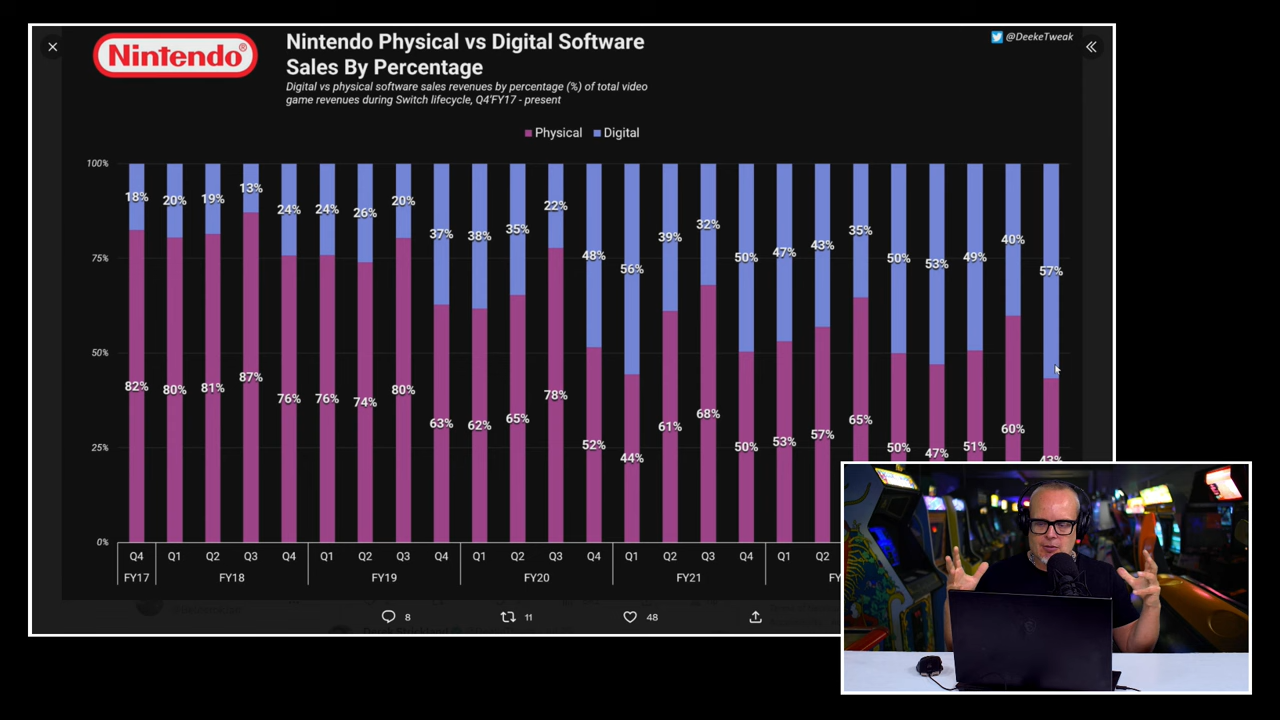 Nintendo®
Nintendo Physical vs Digital Software
Sales By Percentage
Digital vs physical software sales revenues by percentage (%) of total video
game revenues during Switch lifecycle, Q4'FY17 - present
@DeekeTweak
Physical Digital
100%
75%
50%
25%
0%
18% 20% 19% 13% 24% 24% 26% 20% 37% 38% 35% 22% 48% 56% 39% 32% 50% 47% 43% 35% 50% 53% 49% 40% 57%
82% 80% 81% 87% 76% 76% 74% 80% 63% 62% 65% 78% 52% 44% 61% 68% 50% 53% 57% 65% 50% 47% 51% 60% 43%
Q4 Q1 Q2 Q3 Q4 Q1 Q2 Q3 Q4 Q1 Q2 Q3 Q4 Q1 Q2 Q3 Q4 Q1 Q2
FY17 FY18 FY19 FY20 FY21 FY
8 11 48